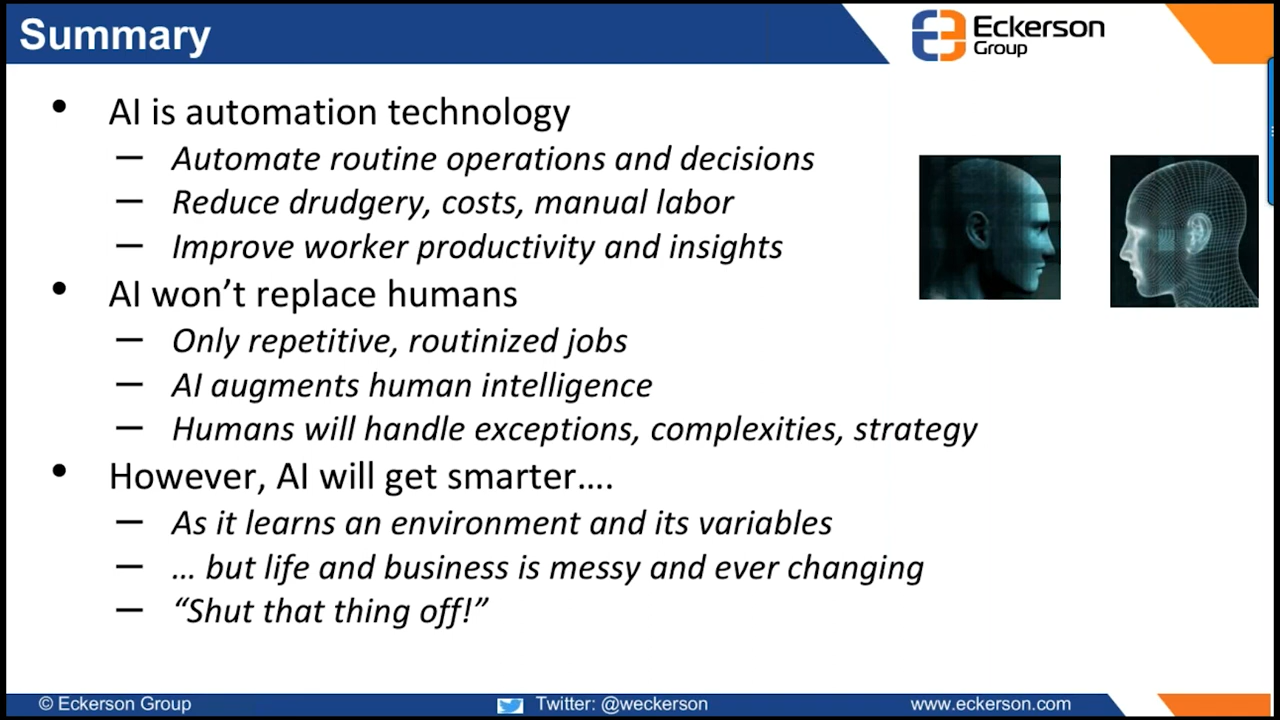 Summary
Eckerson
Group
• AI is automation technology
— Automate routine operations and decisions
— Reduce drudgery, costs, manual labor
— Improve worker productivity and insights
• AI won’t replace humans
— Only repetitive, routinized jobs
— AI augments human intelligence
— Humans will handle exceptions, complexities, strategy
• However, AI will get smarter….
— As it learns an environment and its variables
— … but life and business is messy and ever changing
— “Shut that thing off!”
© Eckerson Group Twitter: @weckerson www.eckerson.com